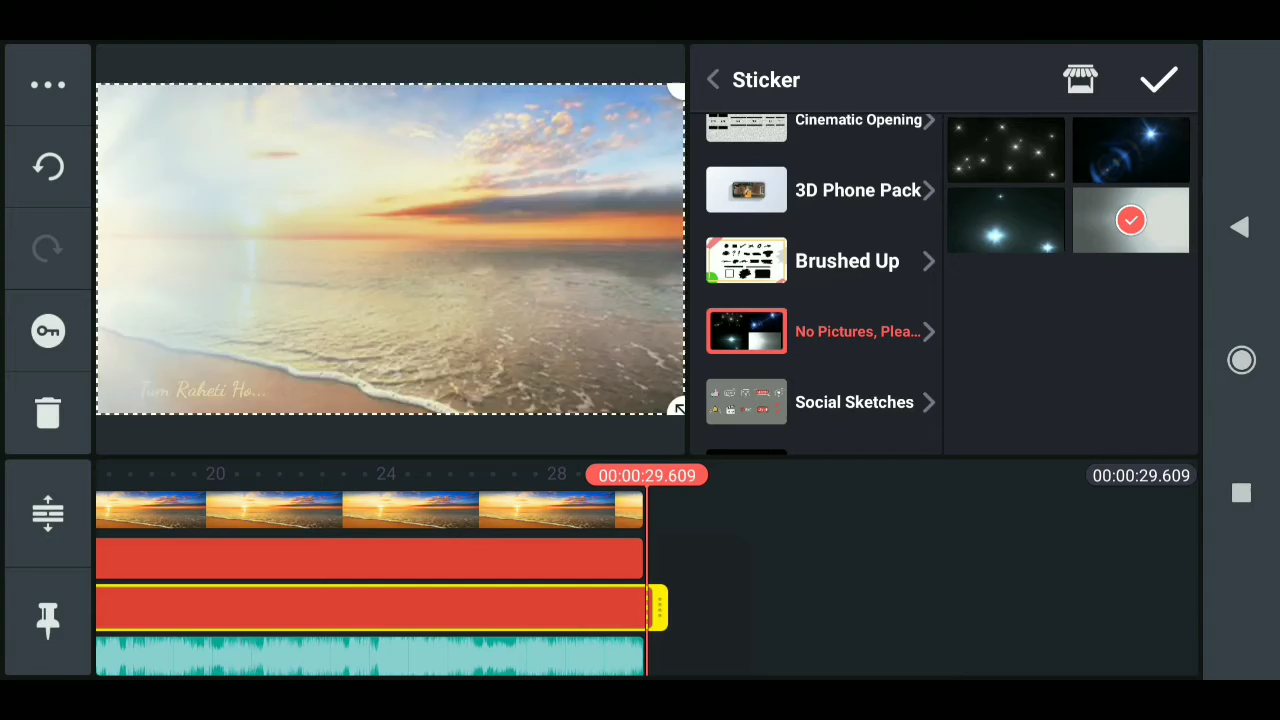 Sticker
Cinematic Opening
3D Phone Pack
Brushed Up
No Pictures, Plea...
Social Sketches
Tum Raheti Ho...
20
24
28
00:00:29.609
00:00:29.609